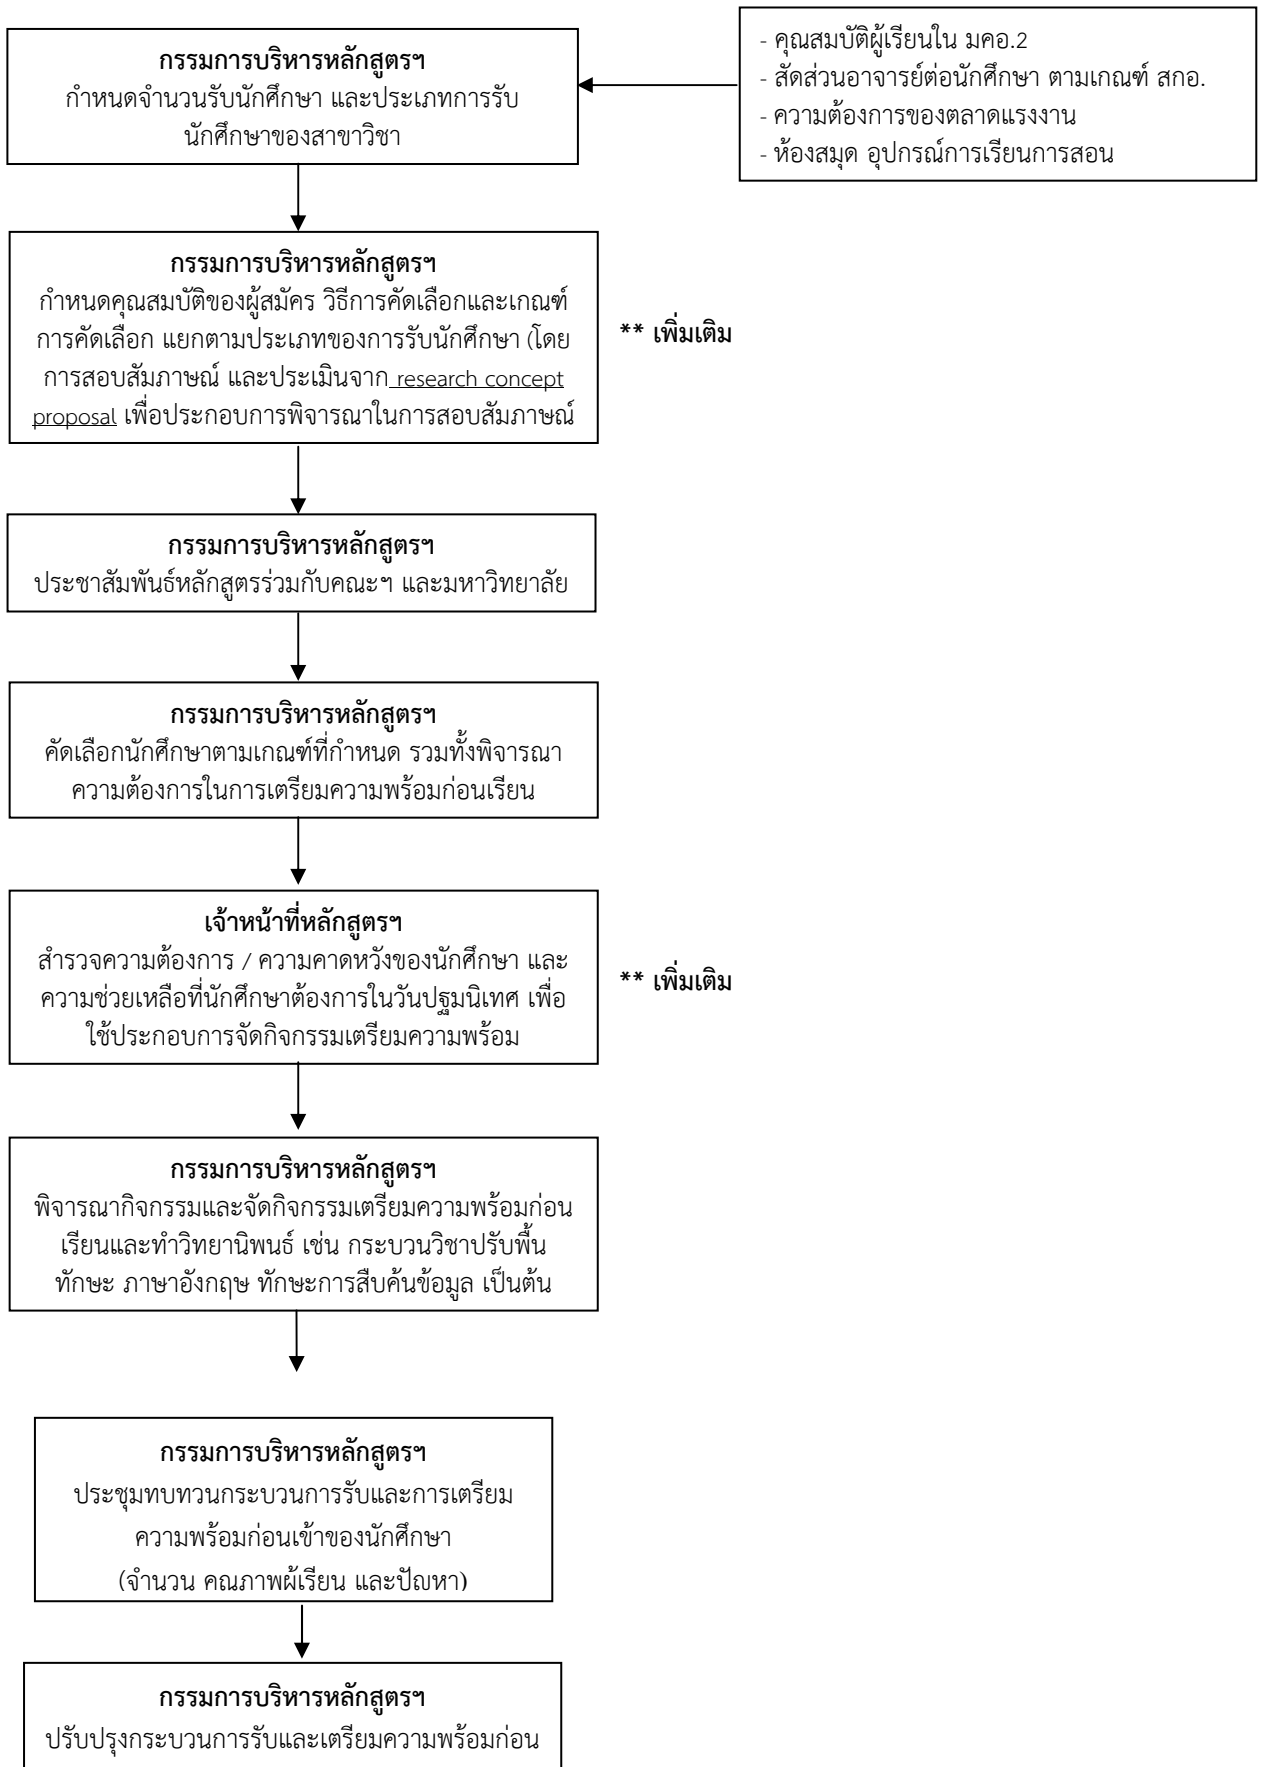 กรรมการบริหารหลักสูตรฯ
กำหนดจำนวนรับนักศึกษา และประเภทการรับ
นักศึกษาของสาขาวิชา
- คุณสมบัติผู้เรียนใน มคอ.2
- สัดส่วนอาจารย์ต่อนักศึกษา ตามเกณฑ์ สกอ.
- ความต้องการของตลาดแรงงาน
- ห้องสมุด อุปกรณ์การเรียนการสอน
กรรมการบริหารหลักสูตรฯ
กำหนดคุณสมบัติของผู้สมัคร วิธีการคัดเลือกและเกณฑ์
การคัดเลือก แยกตามประเภทของการรับนักศึกษา (โดย
การสอบสัมภาษณ์ และประเมินจาก research concept
proposal เพื่อประกอบการพิจารณาในการสอบสัมภาษณ์
** เพิ่มเติม
กรรมการบริหารหลักสูตรฯ
ประชาสัมพันธ์หลักสูตรร่วมกับคณะฯ และมหาวิทยาลัย
กรรมการบริหารหลักสูตรฯ
คัดเลือกนักศึกษาตามเกณฑ์ที่กำหนด รวมทั้งพิจารณา
ความต้องการในการเตรียมความพร้อมก่อนเรียน
เจ้าหน้าที่หลักสูตรฯ
สำรวจความต้องการ / ความคาดหวังของนักศึกษา และ
ความช่วยเหลือที่นักศึกษาต้องการในวันปฐมนิเทศ เพื่อ
ใช้ประกอบการจัดกิจกรรมเตรียมความพร้อม
** เพิ่มเติม
กรรมการบริหารหลักสูตรฯ
พิจารณากิจกรรมและจัดกิจกรรมเตรียมความพร้อมก่อน
เรียนและทำวิทยานิพนธ์ เช่น กระบวนวิชาปรับพื้น
ทักษะ ภาษาอังกฤษ ทักษะการสืบค้นข้อมูล เป็นต้น
กรรมการบริหารหลักสูตรฯ
ประชุมทบทวนกระบวนการรับและการเตรียม
ความพร้อมก่อนเข้าของนักศึกษา
(จำนวน คุณภาพผู้เรียน และปัญหา)
กรรมการบริหารหลักสูตรฯ
ปรับปรุงกระบวนการรับและเตรียมความพร้อมก่อน